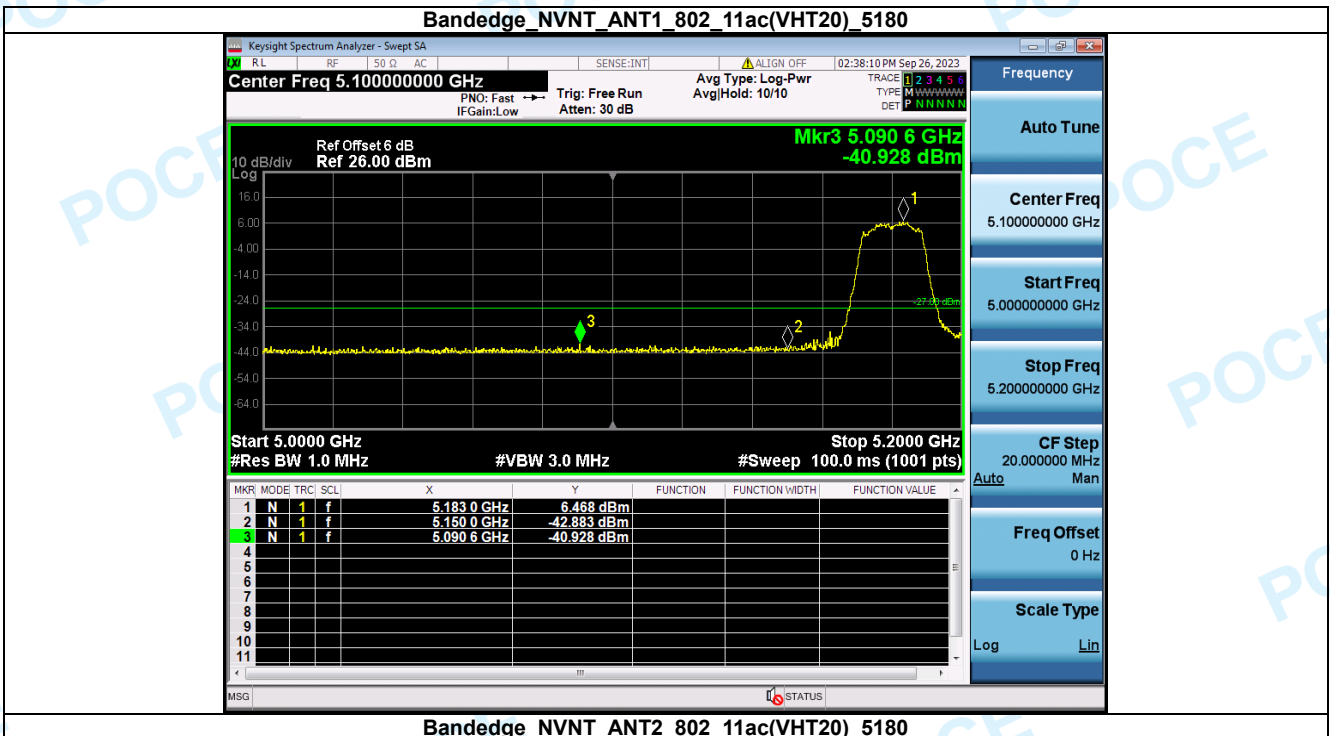 Bandedge_NVNT_ANT1_802_11ac(VHT20)_5180
Keysight Spectrum Analyzer - Swept SA
LXI RL RF 50 Ω AC SENSE:INT ALIGN OFF 02:38:10 PM Sep 26, 2023
Center Freq 5.100000000 GHz
PNO: Fast
IFGain:Low
Trig: Free Run
Atten: 30 dB
Avg Type: Log-Pwr
Avg|Hold: 10/10
TRACE 1 2 3 4 5 6
TYPE M WWWWW
DET P N N N N N
Frequency
Auto Tune
Center Freq
5.100000000 GHz
Start Freq
5.000000000 GHz
Stop Freq
5.200000000 GHz
CF Step
20.000000 MHz
Auto Man
Freq Offset
0 Hz
Scale Type
Log Lin
Mkr3 5.090 6 GHz
-40.928 dBm
Ref Offset 6 dB
10 dB/div Ref 26.00 dBm
Log
16.0
6.00
-4.00
-14.0
-24.0
-34.0
-44.0
-54.0
-64.0
1
2
3
-27.00 dBm
Start 5.0000 GHz Stop 5.2000 GHz
#Res BW 1.0 MHz #VBW 3.0 MHz #Sweep 100.0 ms (1001 pts)
MKR MODE TRC SCL X Y FUNCTION FUNCTION WIDTH FUNCTION VALUE
1 N 1 f 5.183 0 GHz 6.468 dBm
2 N 1 f 5.150 0 GHz -42.883 dBm
3 N 1 f 5.090 6 GHz -40.928 dBm
4
5
6
7
8
9
10
11
MSG STATUS
Bandedge_NVNT_ANT2_802_11ac(VHT20)_5180
POCE
POCE
POCE